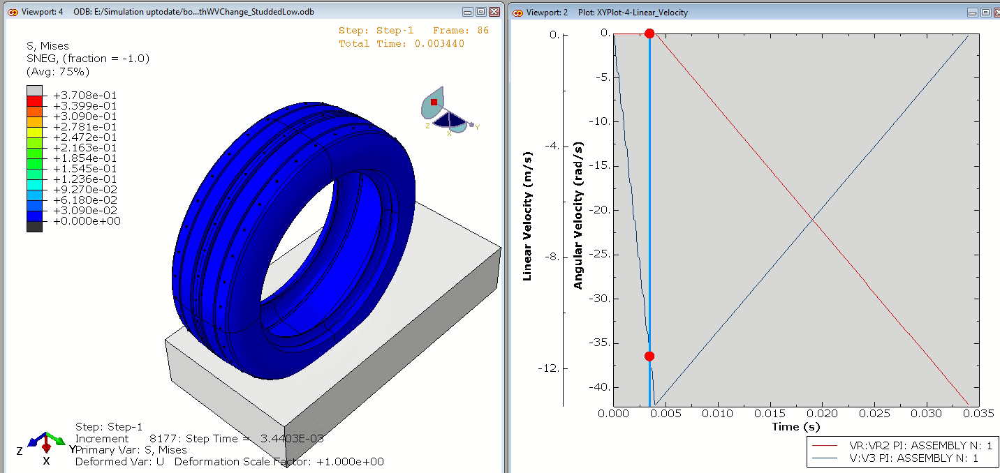 Viewport: 4 ODB: E:/Simulation uptodate/bo...thWVChange_StuddedLow.odb
Step: Step-1 Frame: 86
Total Time: 0.003440
S, Mises
SNEG, (fraction = -1.0)
(Avg: 75%)
+3.708e-01
+3.399e-01
+3.090e-01
+2.781e-01
+2.472e-01
+2.163e-01
+1.854e-01
+1.545e-01
+1.236e-01
+9.270e-02
+6.180e-02
+3.090e-02
+0.000e+00
Z
X
Y
Z
X
Y
Step: Step-1
Increment 8177: Step Time = 3.4403E-03
Primary Var: S, Mises
Deformed Var: U Deformation Scale Factor: +1.000e+00
Viewport: 2 Plot: XYPlot-4-Linear_Velocity
Linear Velocity (m/s)
0.
-4.
-8.
-12.
Angular Velocity (rad/s)
0.
-5.
-10.
-15.
-20.
-25.
-30.
-35.
-40.
0.000 0.005 0.010 0.015 0.020 0.025 0.030 0.035
Time (s)
VR:VR2 PI: ASSEMBLY N: 1
V:V3 PI: ASSEMBLY N: 1